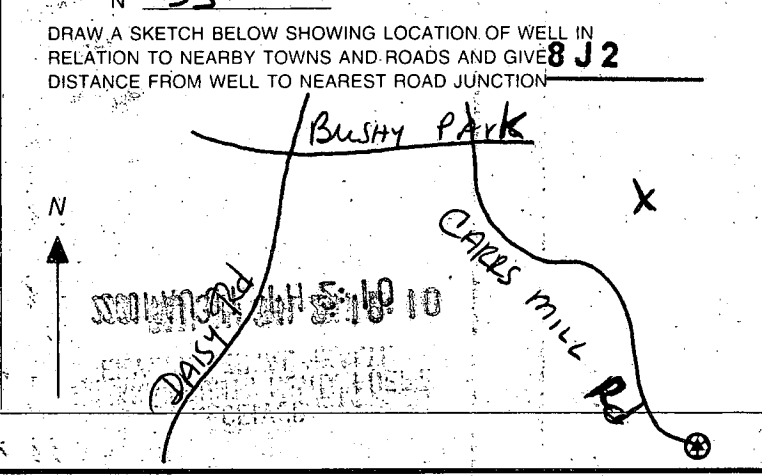 N 55
DRAW A SKETCH BELOW SHOWING LOCATION OF WELL IN
RELATION TO NEARBY TOWNS AND ROADS AND GIVE 8 J 2
DISTANCE FROM WELL TO NEAREST ROAD JUNCTION
BUSHY PARK
N
X
CARRS MILL Rd
DAISY Rd